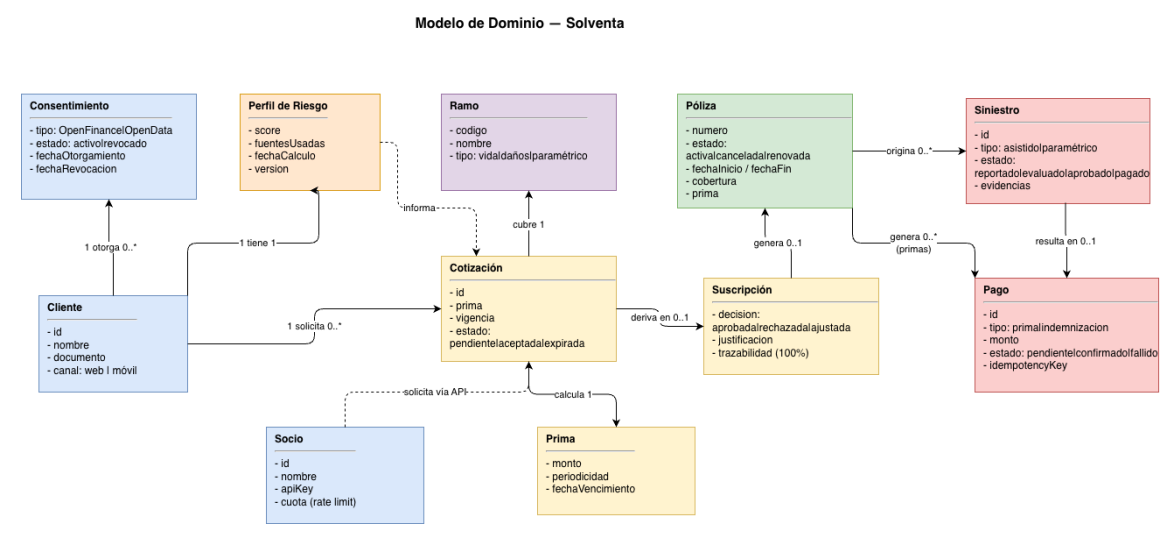 Modelo de Dominio — Solventa
Consentimiento
- tipo: OpenFinance|OpenData
- estado: activo|revocado
- fechaOtorgamiento
- fechaRevocacion
Perfil de Riesgo
- score
- fuentesUsadas
- fechaCalculo
- version
Ramo
- codigo
- nombre
- tipo: vida|daños|paramétrico
Póliza
- numero
- estado:
activa|cancelada|renovada
- fechaInicio / fechaFin
- cobertura
- prima
Siniestro
- id
- tipo: asistido|paramétrico
- estado:
reportado|evaluado|aprobado|pagado
- evidencias
origina 0..*
informa
cubre 1
1 otorga 0..*
1 tiene 1
genera 0..1
genera 0..*
(primas)
resulta en 0..1
Cliente
- id
- nombre
- documento
- canal: web | móvil
1 solicita 0..*
Cotización
- id
- prima
- vigencia
- estado:
pendiente|aceptada|expirada
deriva en 0..1
Suscripción
- decision:
aprobada|rechazada|ajustada
- justificacion
- trazabilidad (100%)
Pago
- id
- tipo: prima|indemnizacion
- monto
- estado: pendiente|confirmado|fallido
- idempotencyKey
solicita vía API
calcula 1
Socio
- id
- nombre
- apiKey
- cuota (rate limit)
Prima
- monto
- periodicidad
- fechaVencimiento